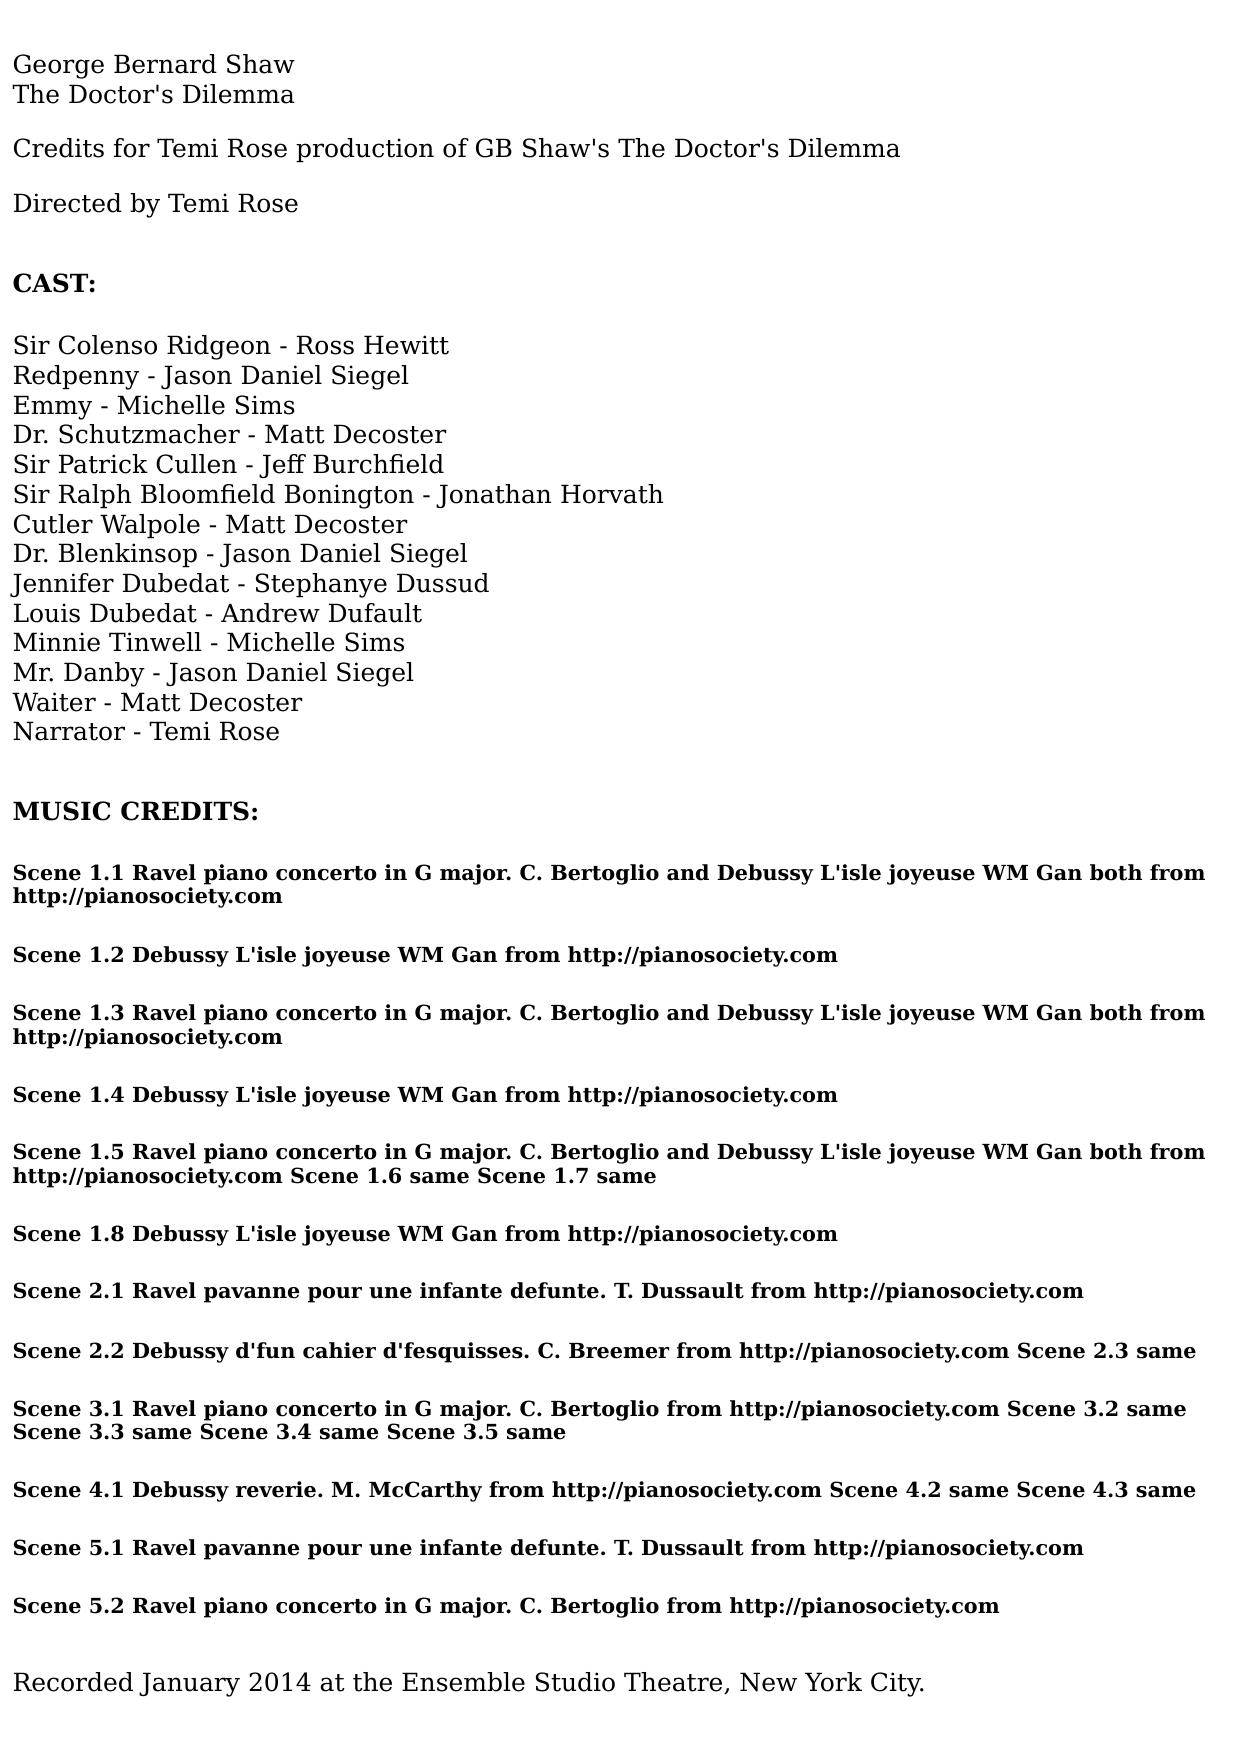 George Bernard Shaw
The Doctor's Dilemma
Credits for Temi Rose production of GB Shaw's The Doctor's Dilemma
Directed by Temi Rose
CAST:
Sir Colenso Ridgeon - Ross Hewitt
Redpenny - Jason Daniel Siegel
Emmy - Michelle Sims
Dr. Schutzmacher - Matt Decoster
Sir Patrick Cullen - Jeff Burchfield
Sir Ralph Bloomfield Bonington - Jonathan Horvath
Cutler Walpole - Matt Decoster
Dr. Blenkinsop - Jason Daniel Siegel
Jennifer Dubedat - Stephanye Dussud
Louis Dubedat - Andrew Dufault
Minnie Tinwell - Michelle Sims
Mr. Danby - Jason Daniel Siegel
Waiter - Matt Decoster
Narrator - Temi Rose
MUSIC CREDITS:
Scene 1.1 Ravel piano concerto in G major. C. Bertoglio and Debussy L'isle joyeuse WM Gan both from
http://pianosociety.com
Scene 1.2 Debussy L'isle joyeuse WM Gan from http://pianosociety.com
Scene 1.3 Ravel piano concerto in G major. C. Bertoglio and Debussy L'isle joyeuse WM Gan both from
http://pianosociety.com
Scene 1.4 Debussy L'isle joyeuse WM Gan from http://pianosociety.com
Scene 1.5 Ravel piano concerto in G major. C. Bertoglio and Debussy L'isle joyeuse WM Gan both from
http://pianosociety.com Scene 1.6 same Scene 1.7 same
Scene 1.8 Debussy L'isle joyeuse WM Gan from http://pianosociety.com
Scene 2.1 Ravel pavanne pour une infante defunte. T. Dussault from http://pianosociety.com
Scene 2.2 Debussy d'fun cahier d'fesquisses. C. Breemer from http://pianosociety.com Scene 2.3 same
Scene 3.1 Ravel piano concerto in G major. C. Bertoglio from http://pianosociety.com Scene 3.2 same
Scene 3.3 same Scene 3.4 same Scene 3.5 same
Scene 4.1 Debussy reverie. M. McCarthy from http://pianosociety.com Scene 4.2 same Scene 4.3 same
Scene 5.1 Ravel pavanne pour une infante defunte. T. Dussault from http://pianosociety.com
Scene 5.2 Ravel piano concerto in G major. C. Bertoglio from http://pianosociety.com
Recorded January 2014 at the Ensemble Studio Theatre, New York City.